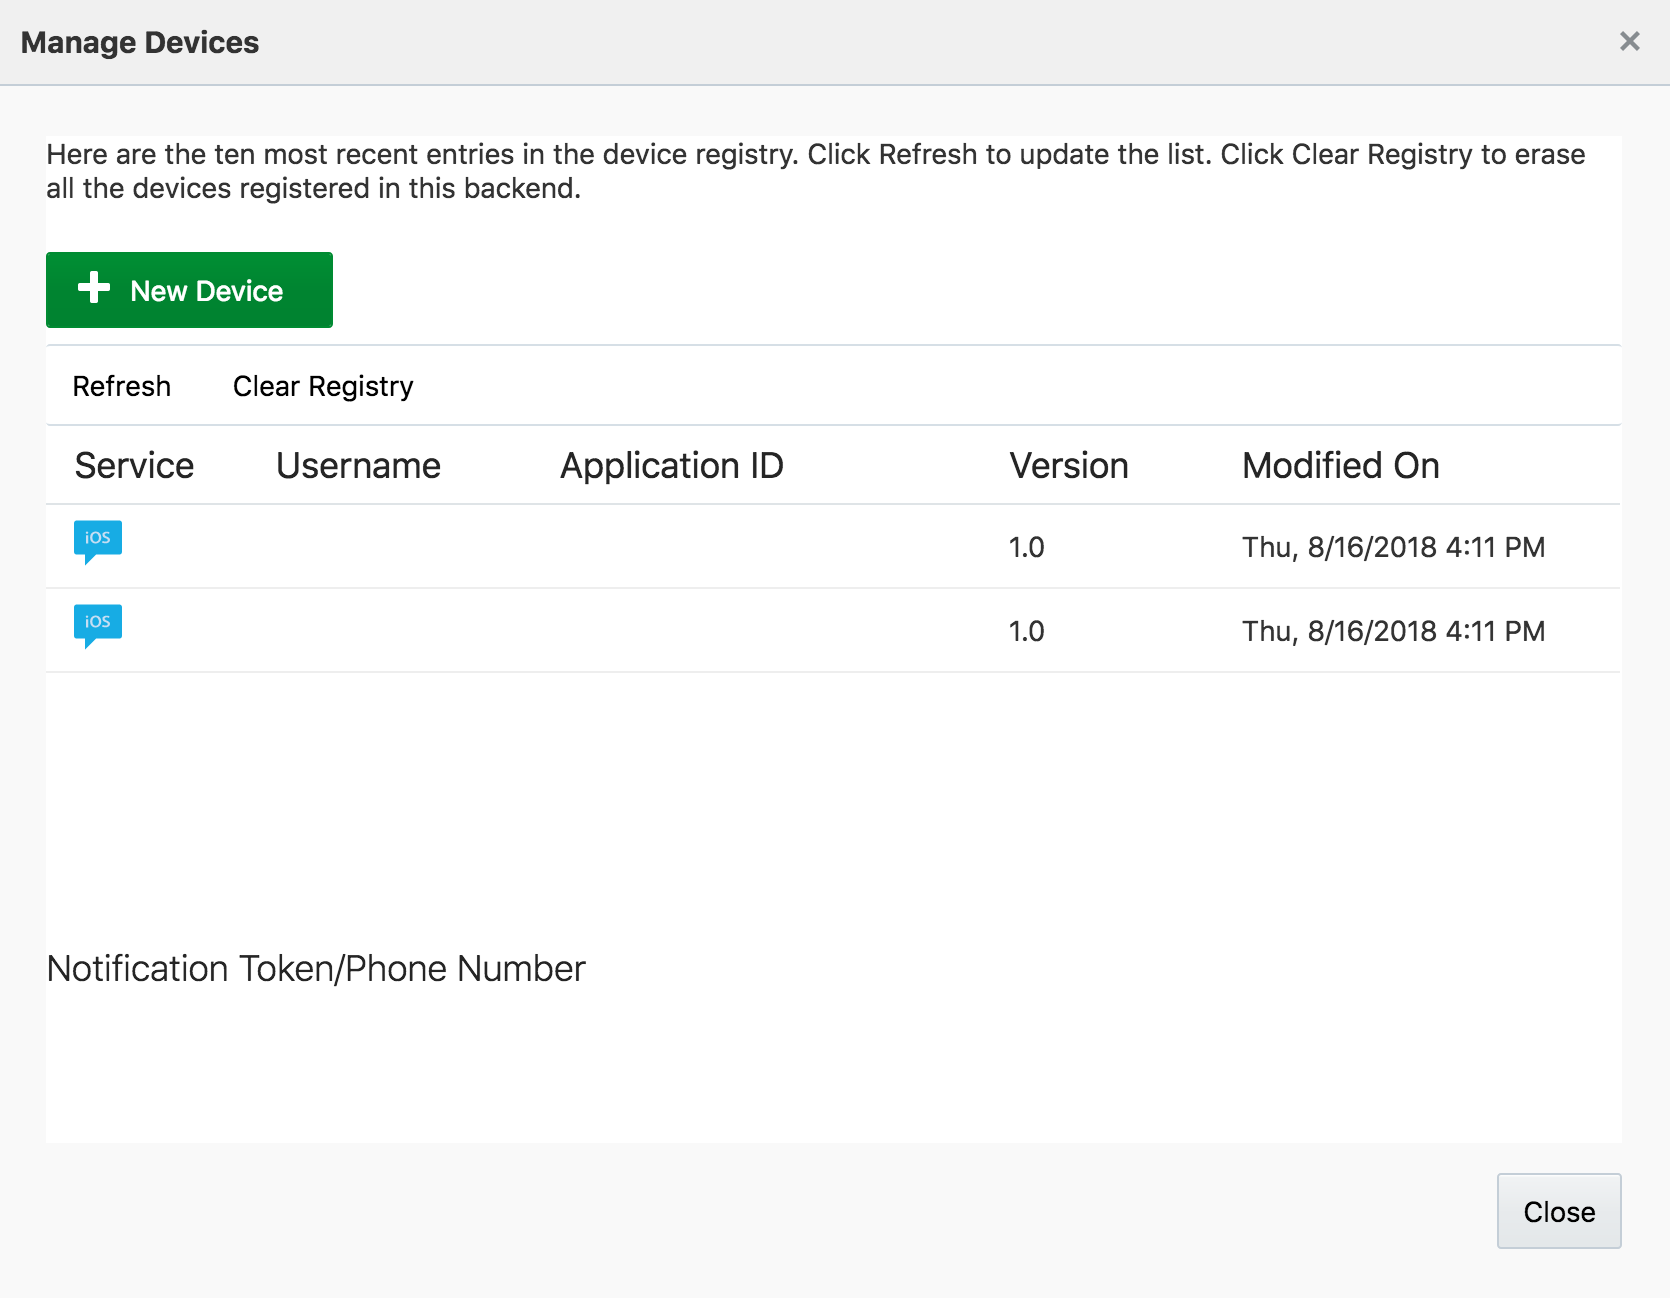 Manage Devices
Here are the ten most recent entries in the device registry. Click Refresh to update the list. Click Clear Registry to erase
all the devices registered in this backend.
New Device
Refresh Clear Registry
Service Username Application ID Version Modified On
iOS 1.0 Thu, 8/16/2018 4:11 PM
iOS 1.0 Thu, 8/16/2018 4:11 PM
Notification Token/Phone Number
Close